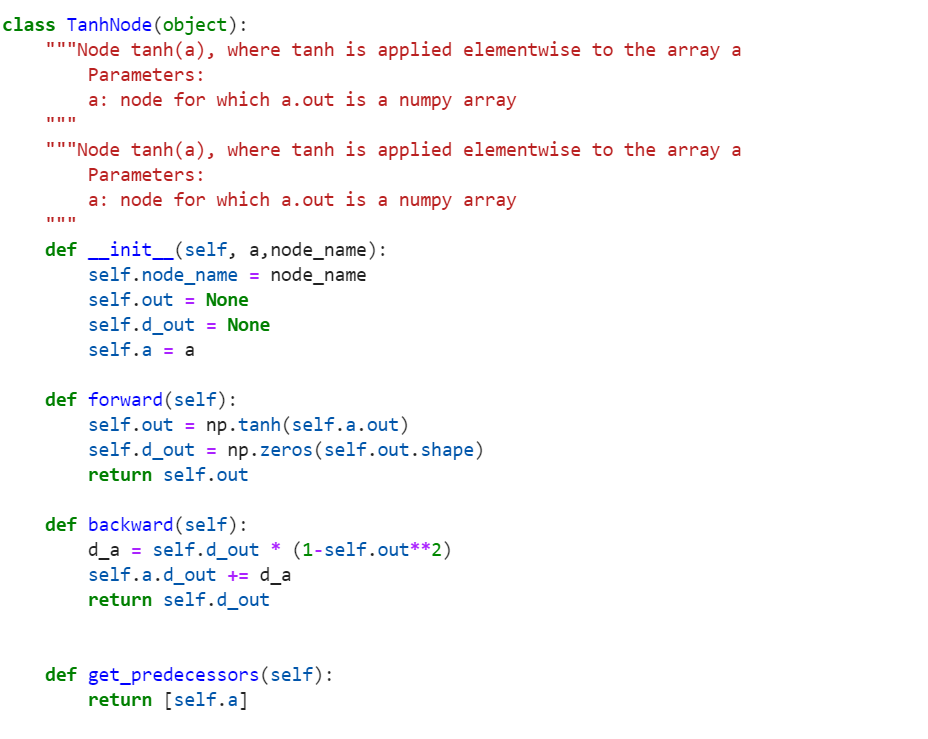 class TanhNode(object):
    """Node tanh(a), where tanh is applied elementwise to the array a
        Parameters:
        a: node for which a.out is a numpy array
    """
    """Node tanh(a), where tanh is applied elementwise to the array a
        Parameters:
        a: node for which a.out is a numpy array
    """
    def __init__(self, a,node_name):
        self.node_name = node_name
        self.out = None
        self.d_out = None
        self.a = a

    def forward(self):
        self.out = np.tanh(self.a.out)
        self.d_out = np.zeros(self.out.shape)
        return self.out

    def backward(self):
        d_a = self.d_out * (1-self.out**2)
        self.a.d_out += d_a
        return self.d_out


    def get_predecessors(self):
        return [self.a]